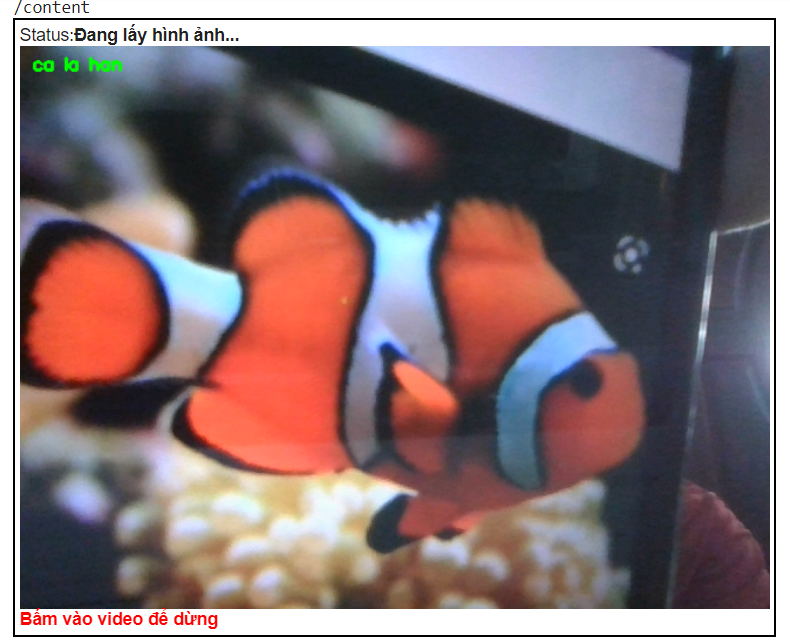 /content
Status:Đang lấy hình ảnh...
ca la han
Bấm vào video để dừng